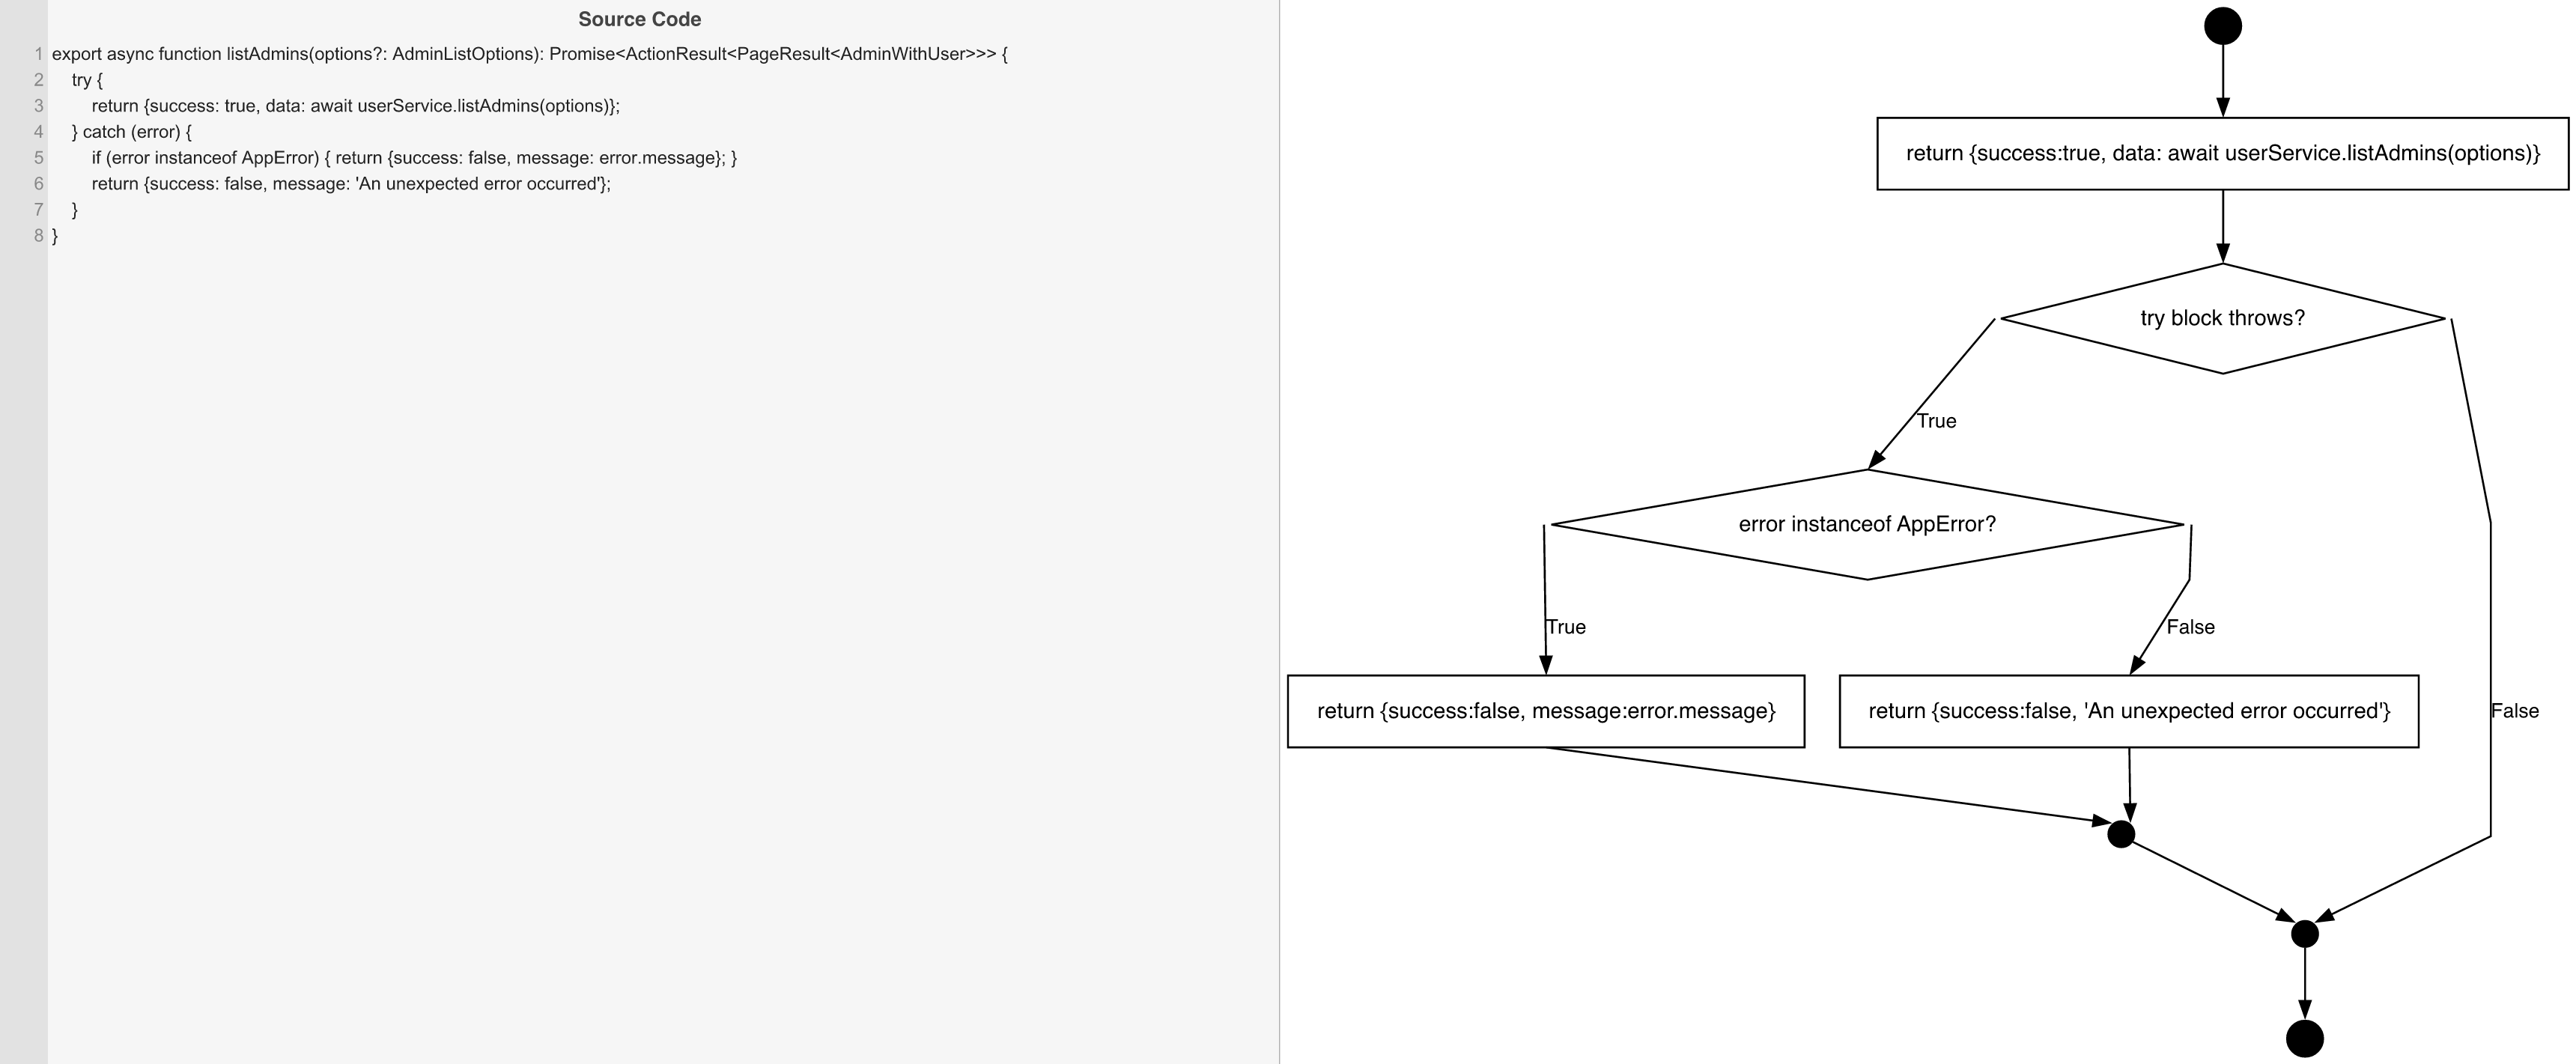 Source Code
1 export async function listAdmins(options?: AdminListOptions): Promise<ActionResult<PageResult<AdminWithUser>>> {
2 try {
3 return {success: true, data: await userService.listAdmins(options)};
4 } catch (error) {
5 if (error instanceof AppError) { return {success: false, message: error.message}; }
6 return {success: false, message: 'An unexpected error occurred'};
7 }
8 }
return {success:true, data: await userService.listAdmins(options)}
try block throws?
True
error instanceof AppError?
True
False
return {success:false, message:error.message}
return {success:false, 'An unexpected error occurred'}
False